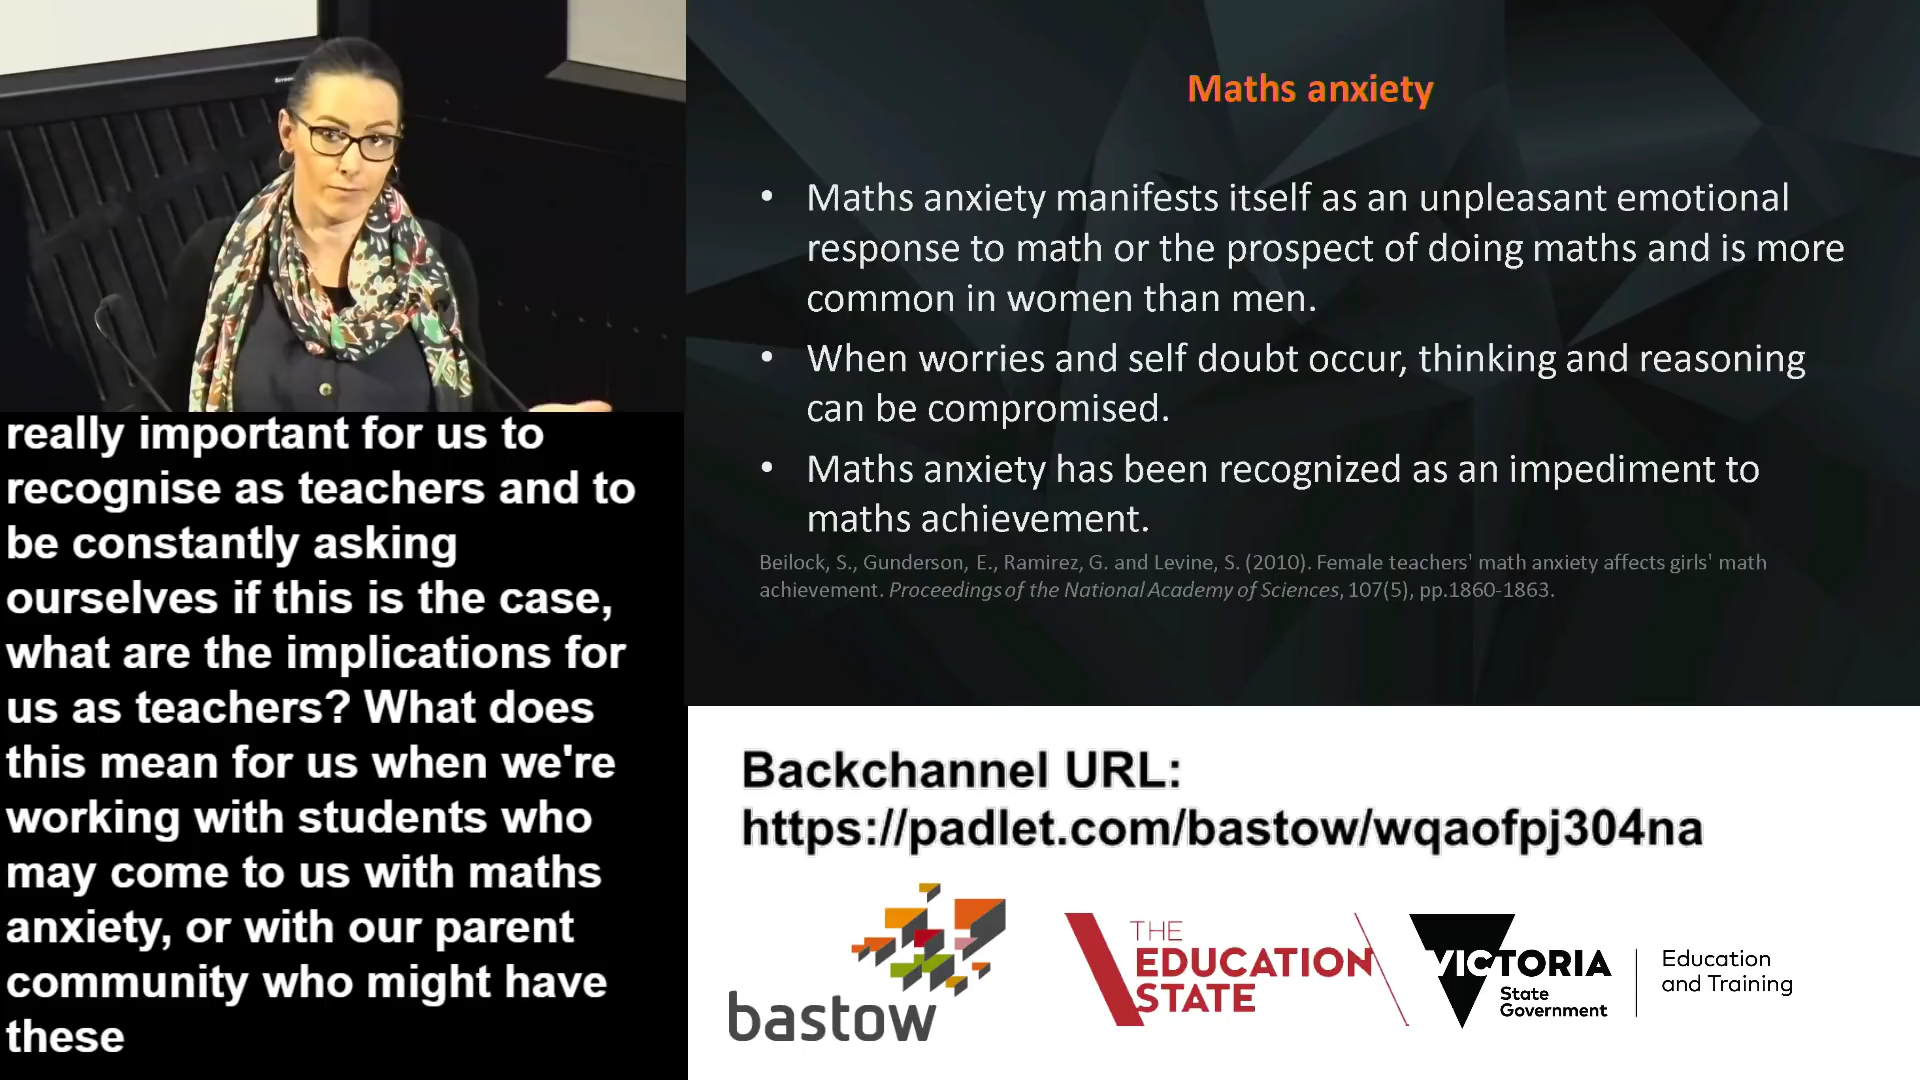 Maths anxiety
• Maths anxiety manifests itself as an unpleasant emotional
response to math or the prospect of doing maths and is more
common in women than men.
• When worries and self doubt occur, thinking and reasoning
can be compromised.
• Maths anxiety has been recognized as an impediment to
maths achievement.
Beilock, S., Gunderson, E., Ramirez, G. and Levine, S. (2010). Female teachers' math anxiety affects girls' math
achievement. Proceedings of the National Academy of Sciences, 107(5), pp.1860-1863.
really important for us to
recognise as teachers and to
be constantly asking
ourselves if this is the case,
what are the implications for
us as teachers? What does
this mean for us when we're
working with students who
may come to us with maths
anxiety, or with our parent
community who might have
these
Backchannel URL:
https://padlet.com/bastow/wqaofpj304na
bastow
THE
EDUCATION
STATE
VICTORIA
State
Government
Education
and Training